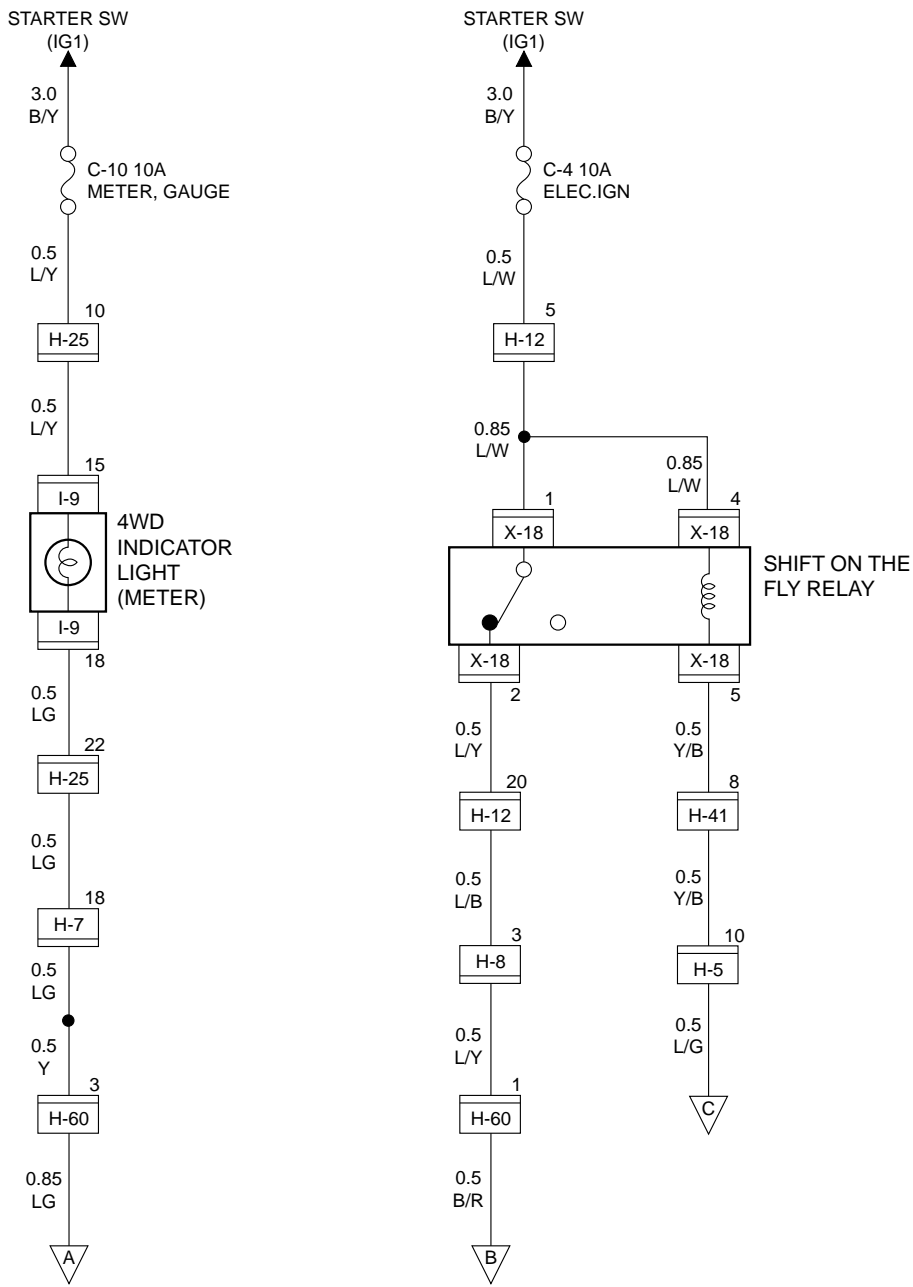 STARTER SW
(IG1)
3.0
B/Y
C-10 10A
METER, GAUGE
0.5
L/Y
10
H-25
0.5
L/Y
15
I-9
4WD
INDICATOR
LIGHT
(METER)
I-9
18
0.5
LG
22
H-25
0.5
LG
18
H-7
0.5
LG
0.5
Y
3
H-60
0.85
LG
A
STARTER SW
(IG1)
3.0
B/Y
C-4 10A
ELEC.IGN
0.5
L/W
5
H-12
0.85
L/W
0.85
L/W
1
X-18
4
X-18
SHIFT ON THE
FLY RELAY
X-18
2
X-18
5
0.5
L/Y
20
H-12
0.5
L/B
3
H-8
0.5
L/Y
1
H-60
0.5
B/R
B
0.5
Y/B
8
H-41
0.5
Y/B
10
H-5
0.5
L/G
C